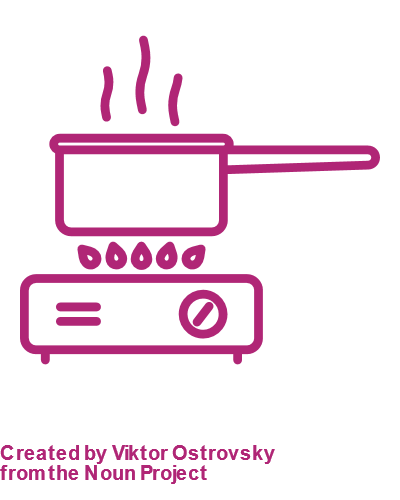 Created by Viktor Ostrovsky
from the Noun Project